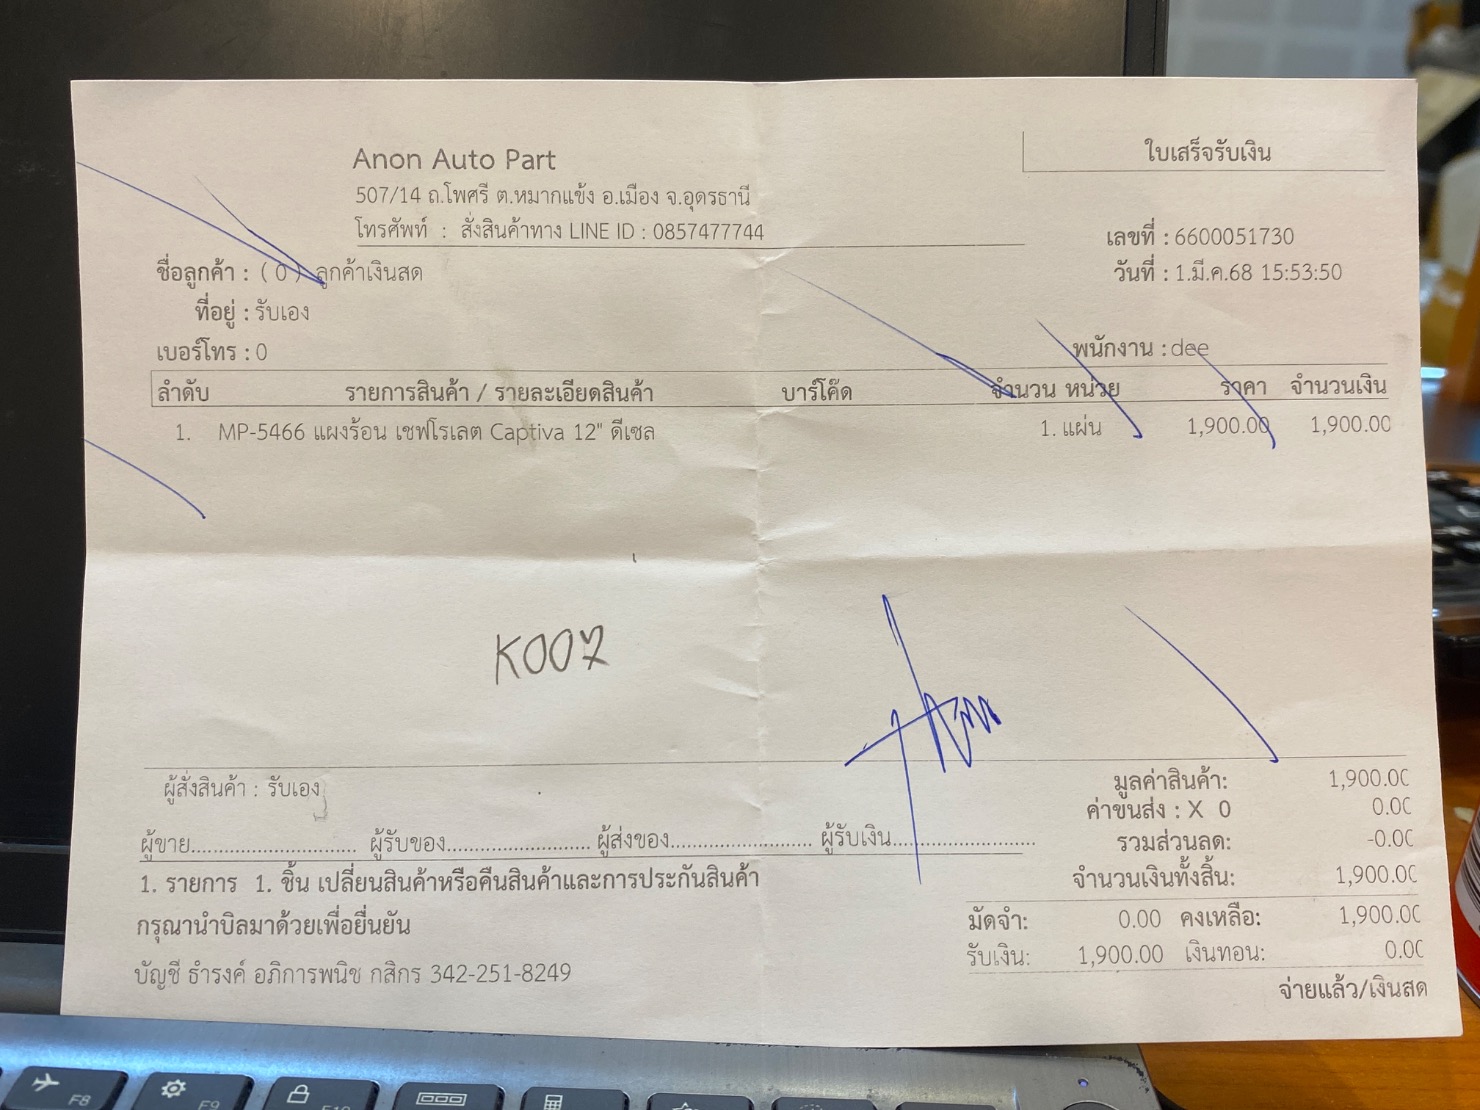 Anon Auto Part
ใบเสร็จรับเงิน
507/14 ถ.โพศรี ต.หมากแข้ง อ.เมือง จ.อุดรธานี
โทรศัพท์ : สั่งสินค้าทาง LINE ID : 0857477744
เลขที่ : 6600051730
ชื่อลูกค้า : ( 0 ) ลูกค้าเงินสด
วันที่ : 1.มี.ค.68 15:53:50
ที่อยู่ : รับเอง
เบอร์โทร : 0
พนักงาน : dee
ลำดับ รายการสินค้า / รายละเอียดสินค้า บาร์โค๊ด จำนวน หน่วย ราคา จำนวนเงิน
1. MP-5466 แผงร้อน เชฟโรเลต Captiva 12" ดีเซล 1. แผ่น 1,900.00 1,900.00
K007
ผู้สั่งสินค้า : รับเอง
มูลค่าสินค้า: 1,900.00
ค่าขนส่ง : X 0 0.00
รวมส่วนลด: -0.00
ผู้ขาย............................ ผู้รับของ.......................... ผู้ส่งของ.......................... ผู้รับเงิน..........................
จำนวนเงินทั้งสิ้น: 1,900.00
1. รายการ 1. ชิ้น เปลี่ยนสินค้าหรือคืนสินค้าและการประกันสินค้า
กรุณานำบิลมาด้วยเพื่อยื่นยัน
มัดจำ: 0.00 คงเหลือ: 1,900.00
รับเงิน: 1,900.00 เงินทอน: 0.00
บัญชี ธำรงค์ อภิการพนิช กสิกร 342-251-8249
จ่ายแล้ว/เงินสด
F8
F9
F10